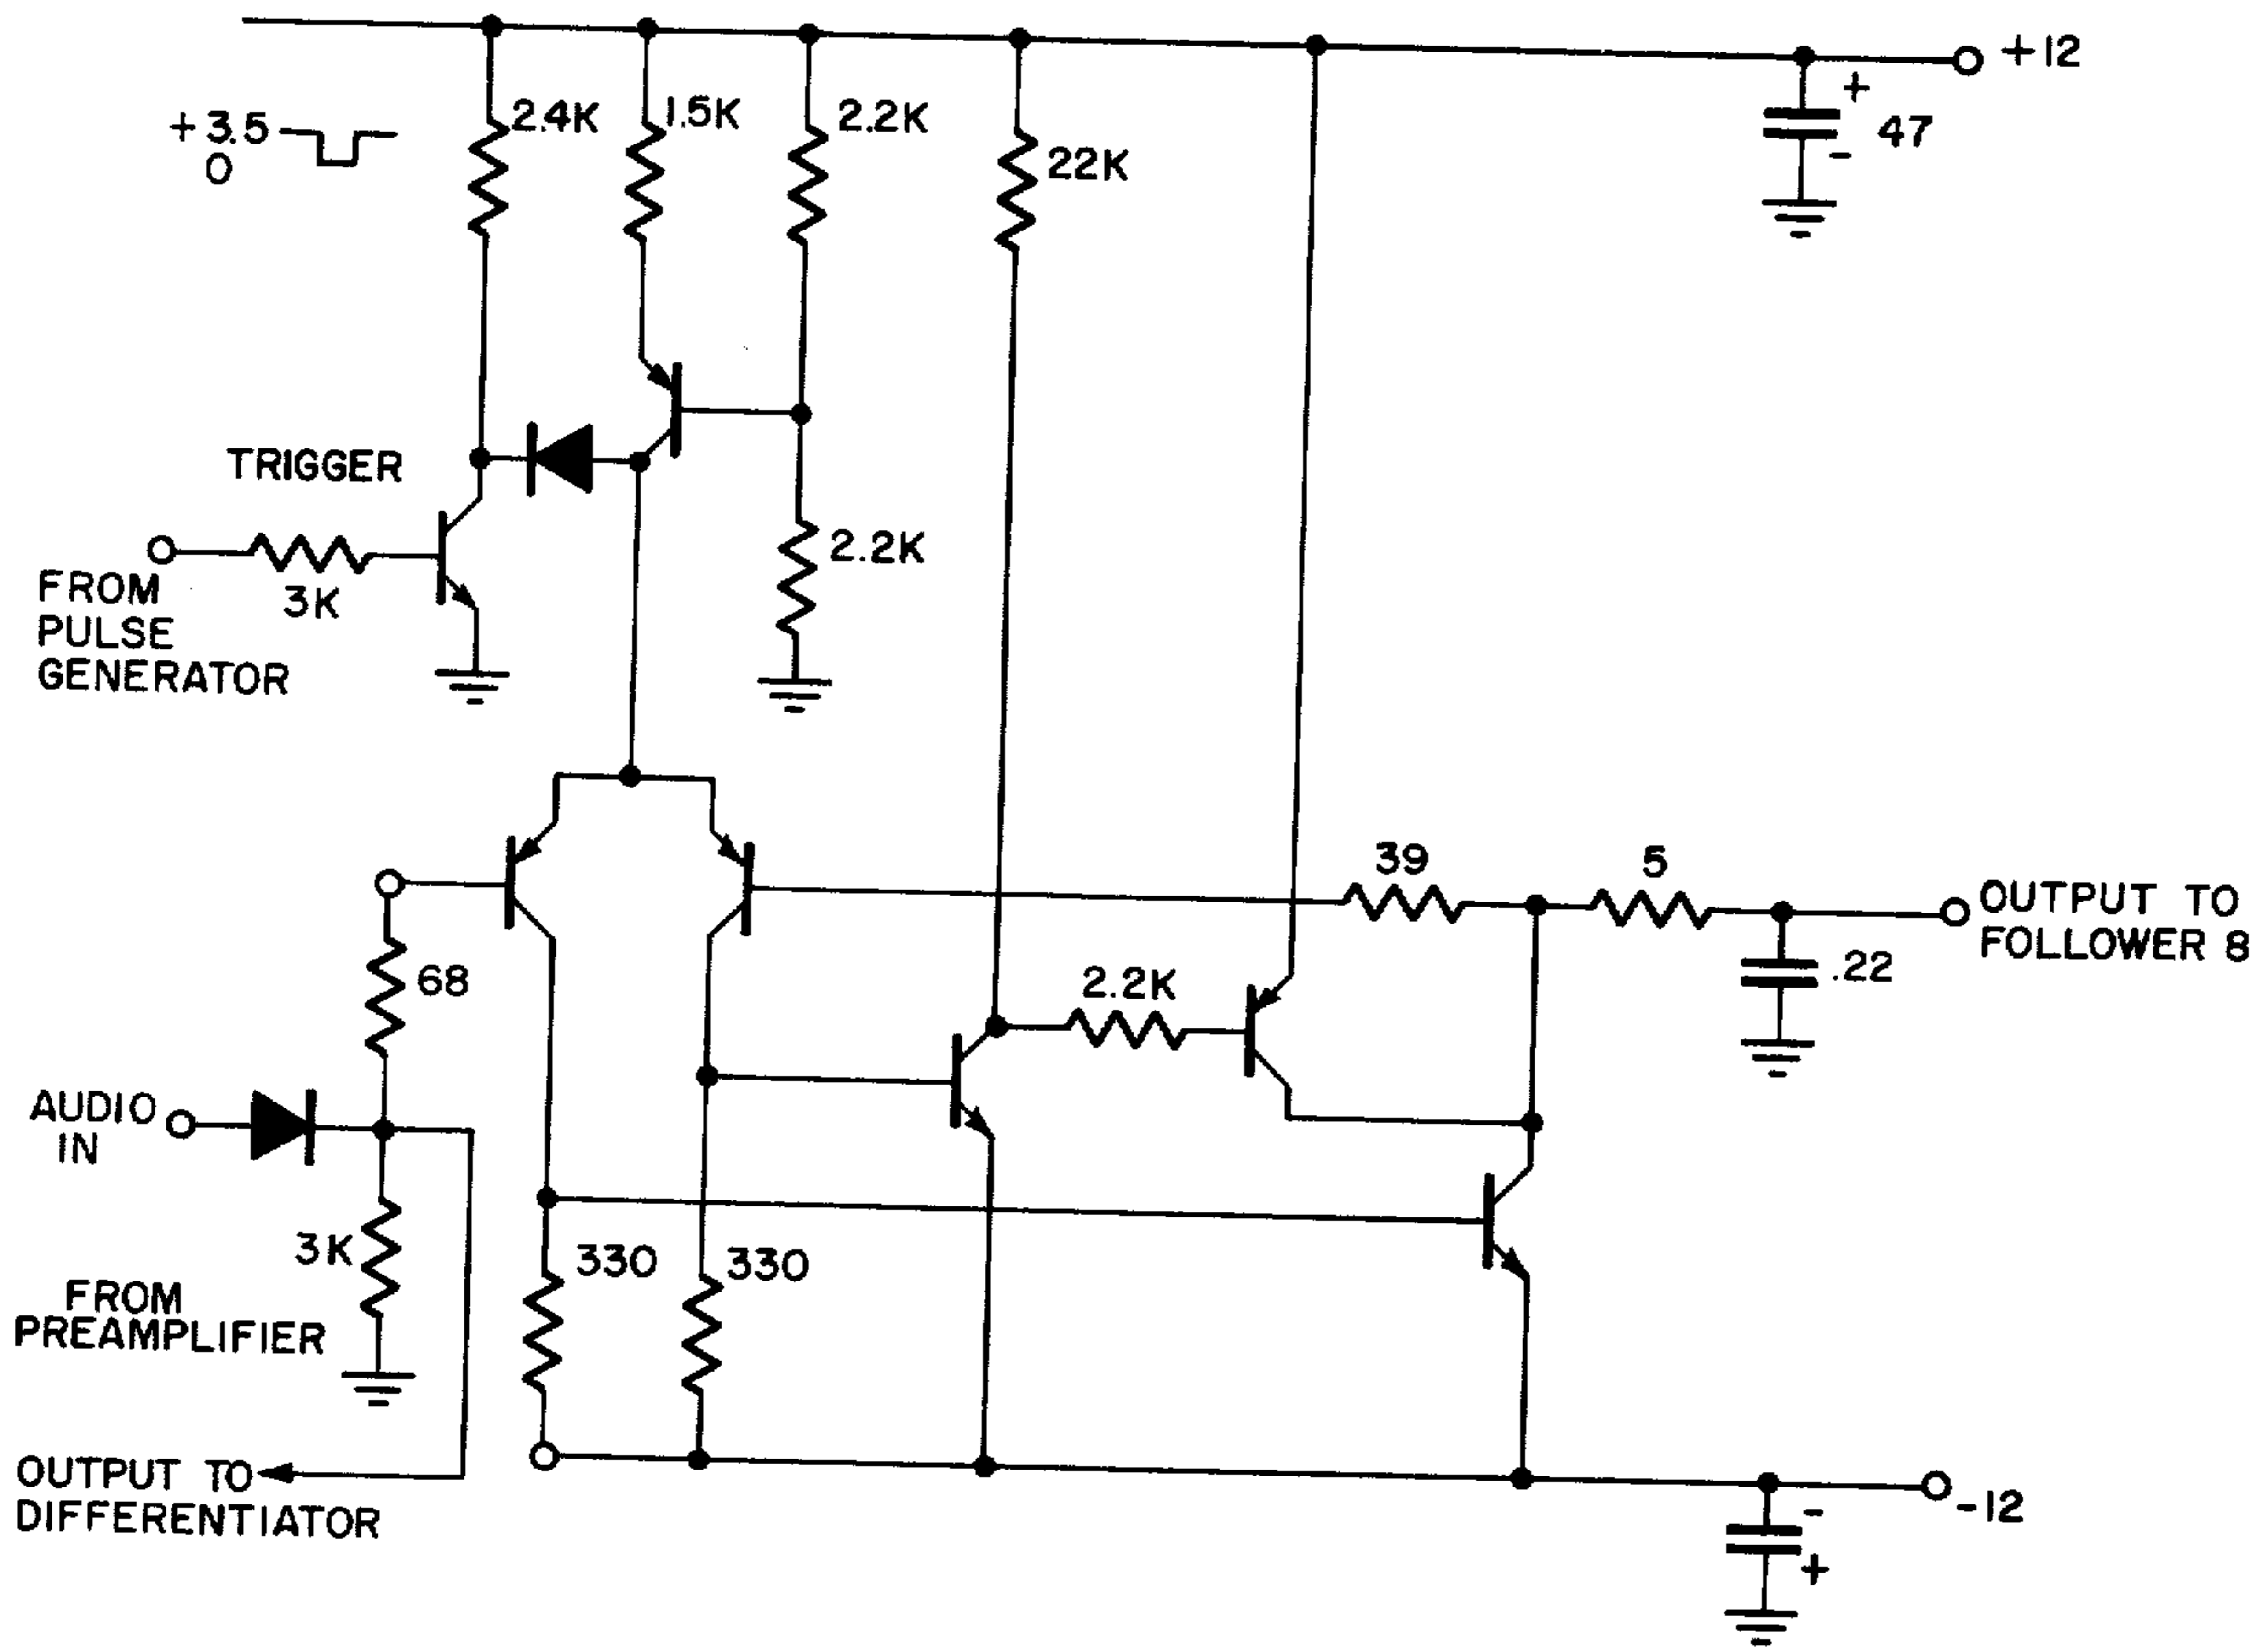 +12
+3.5
0
2.4K
1.5K
2.2K
22K
+
47
-
TRIGGER
2.2K
3K
FROM
PULSE
GENERATOR
39
5
OUTPUT TO
FOLLOWER 8
68
2.2K
.22
AUDIO
IN
3K
330
330
FROM
PREAMPLIFIER
OUTPUT TO
DIFFERENTIATOR
-12
-
+